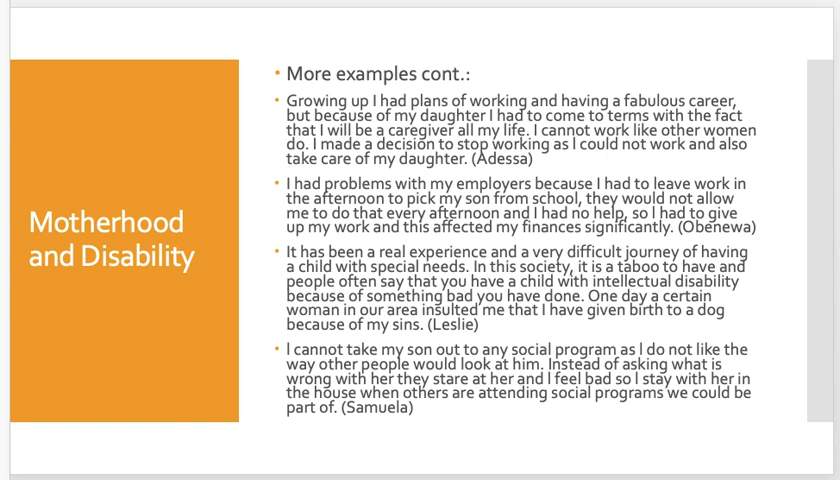 Motherhood
and Disability
• More examples cont.:
• Growing up I had plans of working and having a fabulous career,
but because of my daughter I had to come to terms with the fact
that I will be a caregiver all my life. I cannot work like other women
do. I made a decision to stop working as I could not work and also
take care of my daughter. (Adessa)
• I had problems with my employers because I had to leave work in
the afternoon to pick my son from school, they would not allow
me to do that every afternoon and I had no help, so I had to give
up my work and this affected my finances significantly. (Obenewa)
• It has been a real experience and a very difficult journey of having
a child with special needs. In this society, it is a taboo to have and
people often say that you have a child with intellectual disability
because of something bad you have done. One day a certain
woman in our area insulted me that I have given birth to a dog
because of my sins. (Leslie)
• I cannot take my son out to any social program as I do not like the
way other people would look at him. Instead of asking what is
wrong with her they stare at her and I feel bad so I stay with her in
the house when others are attending social programs we could be
part of. (Samuela)